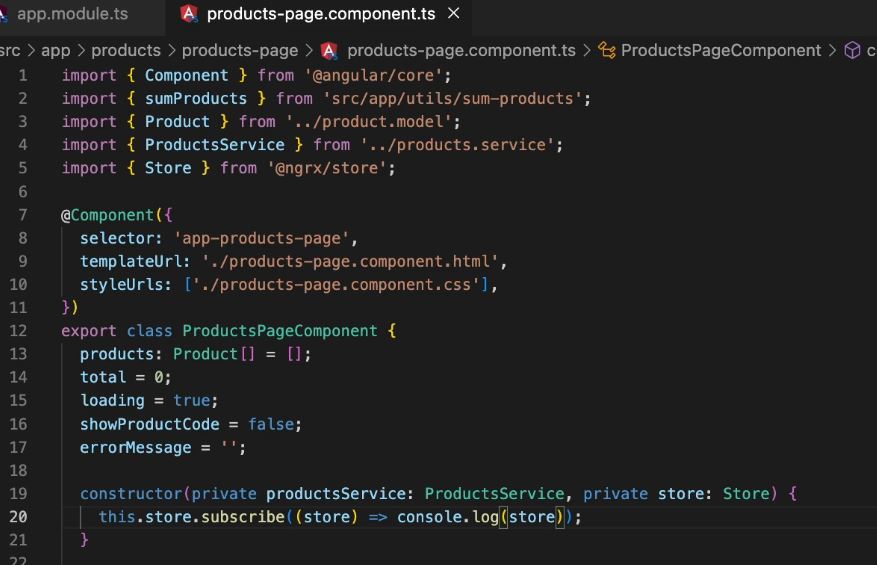 app.module.ts products-page.component.ts
src > app > products > products-page > products-page.component.ts > ProductsPageComponent > c
1 import { Component } from '@angular/core';
2 import { sumProducts } from 'src/app/utils/sum-products';
3 import { Product } from '../product.model';
4 import { ProductsService } from '../products.service';
5 import { Store } from '@ngrx/store';
6
7 @Component({
8   selector: 'app-products-page',
9   templateUrl: './products-page.component.html',
10   styleUrls: ['./products-page.component.css'],
11 })
12 export class ProductsPageComponent {
13   products: Product[] = [];
14   total = 0;
15   loading = true;
16   showProductCode = false;
17   errorMessage = '';
18
19   constructor(private productsService: ProductsService, private store: Store) {
20     this.store.subscribe((store) => console.log(store));
21   }
22